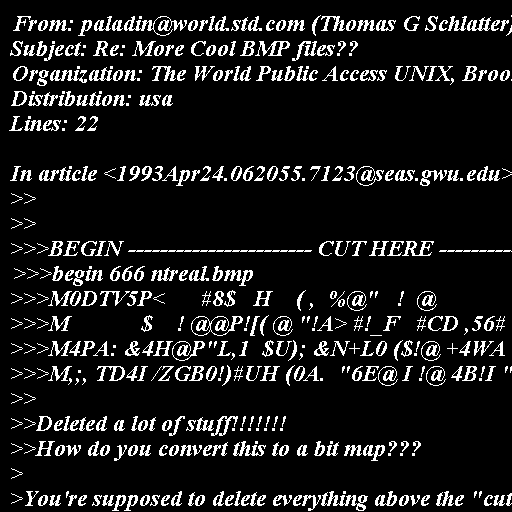 From: paladin@world.std.com (Thomas G Schlatter)
Subject: Re: More Cool BMP files??
Organization: The World Public Access UNIX, Broo
Distribution: usa
Lines: 22

In article <1993Apr24.062055.7123@seas.gwu.edu>
>>
>>
>>>BEGIN ----------------------- CUT HERE ---------
>>>begin 666 ntreal.bmp
>>>M0DTV5P<      #8$   H    ( ,  %@"   !  @
>>>M            $    ! @@P![( @ "!A> #!_F   #CD ,56#
>>>M4PA: &4H@P"L,1  $U); &N+L0 ($!@ +4WA
>>>M,;, TD4I /ZGB0!)#UH (0A.  "6E@ I !@ 4B!I "
>>
>>Deleted a lot of stuff!!!!!!!
>>How do you convert this to a bit map???
>
>You're supposed to delete everything above the "cut